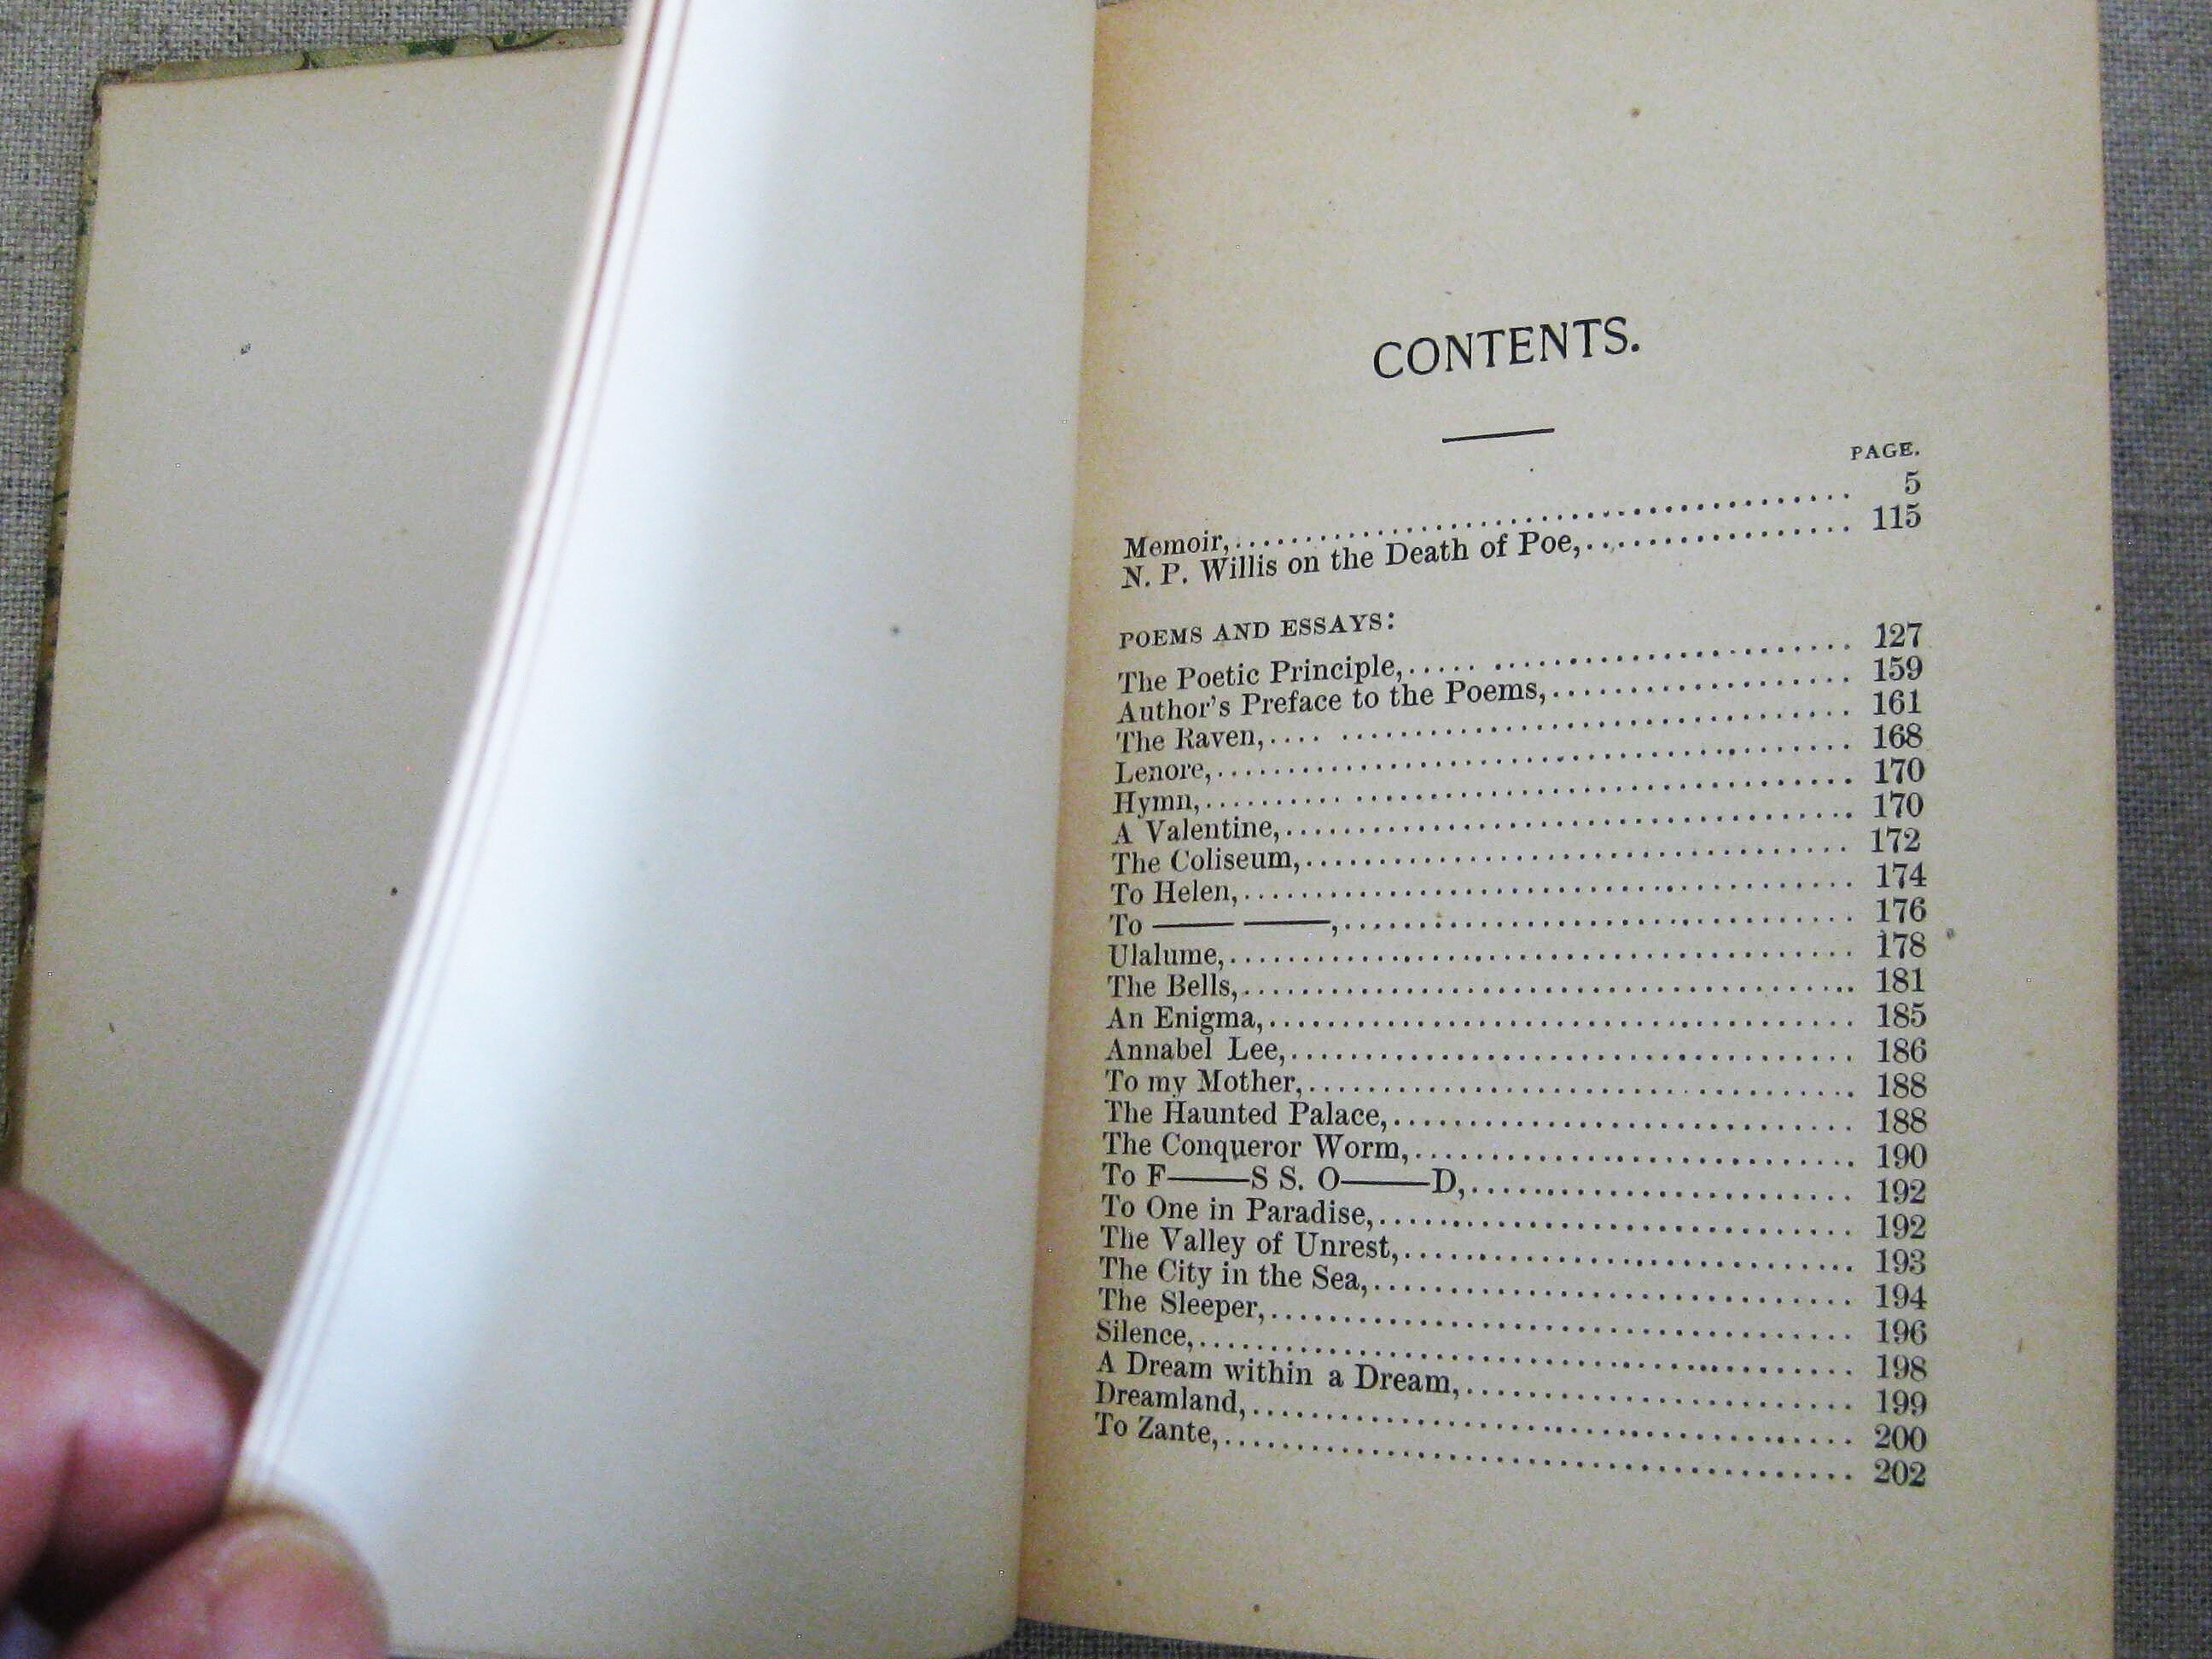 CONTENTS.
PAGE.
Memoir,........................................ 5
N. P. Willis on the Death of Poe,.................. 115
POEMS AND ESSAYS:
The Poetic Principle,..... ........................ 127
Author's Preface to the Poems,.................... 159
The Raven,.... .................................. 161
Lenore,.......................................... 168
Hymn,.......... ................................. 170
A Valentine,...................................... 170
The Coliseum,.................................... 172
To Helen,........................................ 174
To —— ——,................................... 176
Ulalume,......................................... 178
The Bells,........................................ 181
An Enigma,...................................... 185
Annabel Lee,..................................... 186
To my Mother,.................................... 188
The Haunted Palace,.............................. 188
The Conqueror Worm,............................. 190
To F——S S. O——D,.......................... 192
To One in Paradise,............................... 192
The Valley of Unrest,.............................. 193
The City in the Sea,................................ 194
The Sleeper,...................................... 196
Silence,.......................................... 198
A Dream within a Dream,.......................... 199
Dreamland,....................................... 200
To Zante,......................................... 202